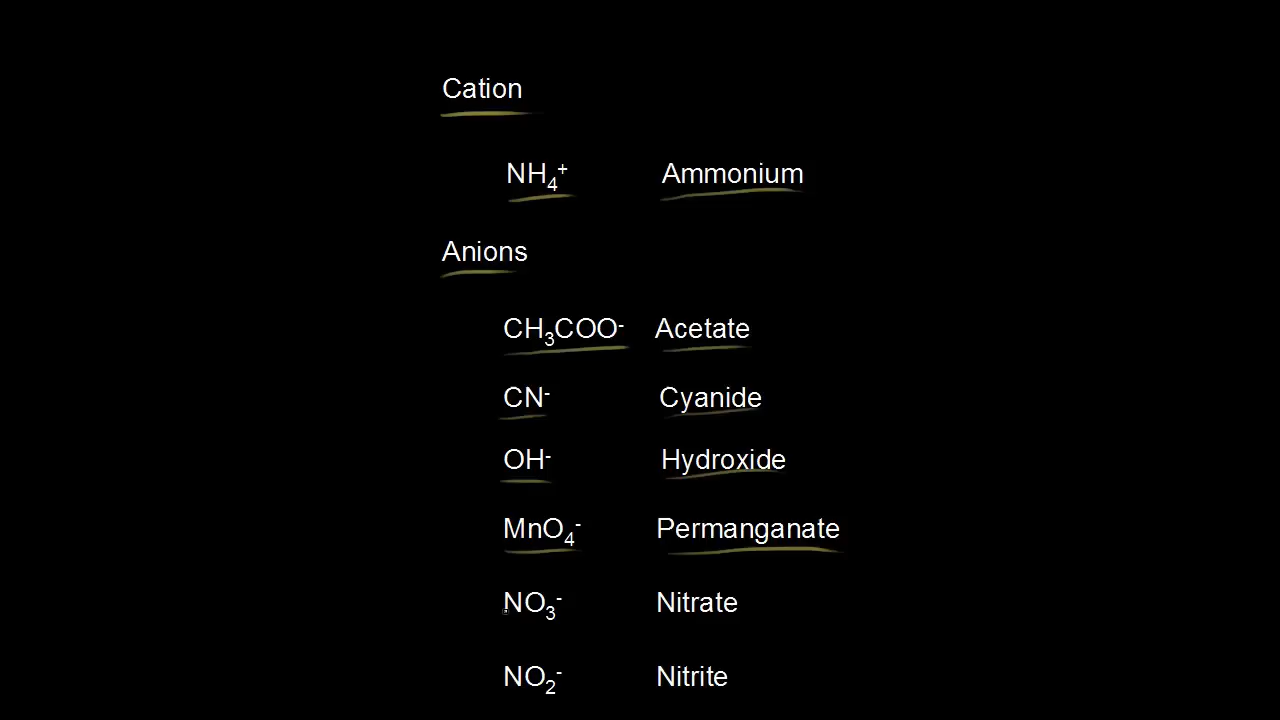 Cation
NH₄⁺ Ammonium
Anions
CH₃COO⁻ Acetate
CN⁻ Cyanide
OH⁻ Hydroxide
MnO₄⁻ Permanganate
NO₃⁻ Nitrate
NO₂⁻ Nitrite